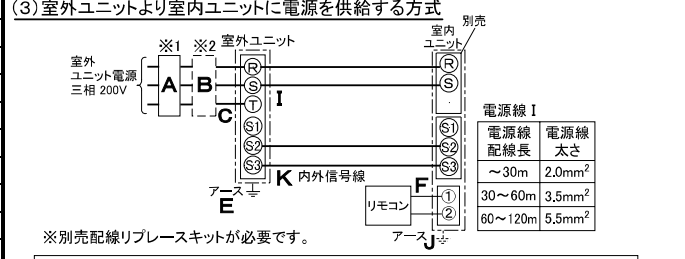 (3)室外ユニットより室内ユニットに電源を供給する方式
※1 ※2 室外ユニット
室内
ユニット
別売
室外
ユニット電源
三相 200V
A
B
C
R
S
T
S1
S2
S3
I
R
S
S1
S2
S3
K 内外信号線
アース
E
F
リモコン
①
②
アース
J
電源線 I
電源線
配線長
電源線
太さ
～30m 2.0mm²
30～60m 3.5mm²
60～120m 5.5mm²
※別売配線リプレースキットが必要です。